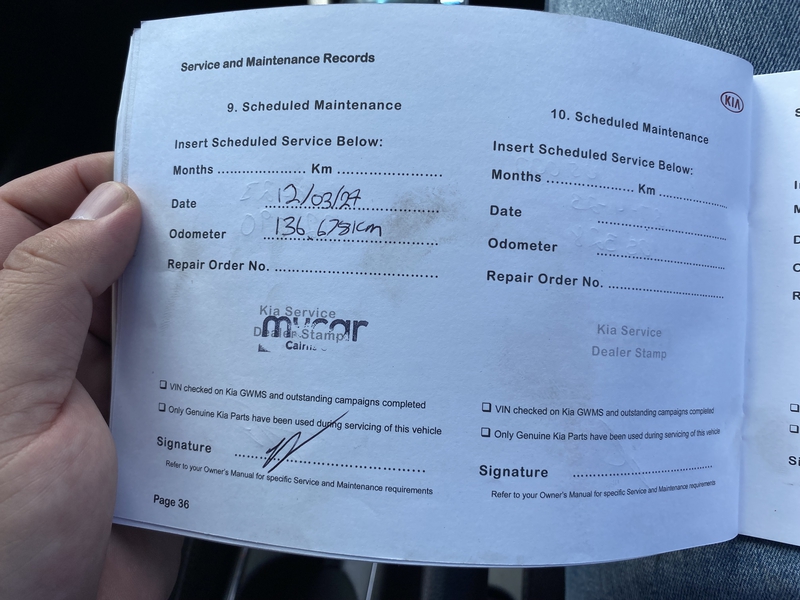 Service and Maintenance Records
9. Scheduled Maintenance
Insert Scheduled Service Below:
Months .................... Km ........................
Date 12/03/24
Odometer 136,678km
Repair Order No. .....................................
Kia Service
Dealer Stamp
mycar
Cairns
❑ VIN checked on Kia GWMS and outstanding campaigns completed
❑ Only Genuine Kia Parts have been used during servicing of this vehicle
Signature
Refer to your Owner's Manual for specific Service and Maintenance requirements
Page 36
KIA
10. Scheduled Maintenance
Insert Scheduled Service Below:
Months .................... Km ....................
Date ................................
Odometer ................................
Repair Order No. .............................
Kia Service
Dealer Stamp
❑ VIN checked on Kia GWMS and outstanding campaigns completed
❑ Only Genuine Kia Parts have been used during servicing of this vehicle
Signature ....................................
Refer to your Owner's Manual for specific Service and Maintenance requirements